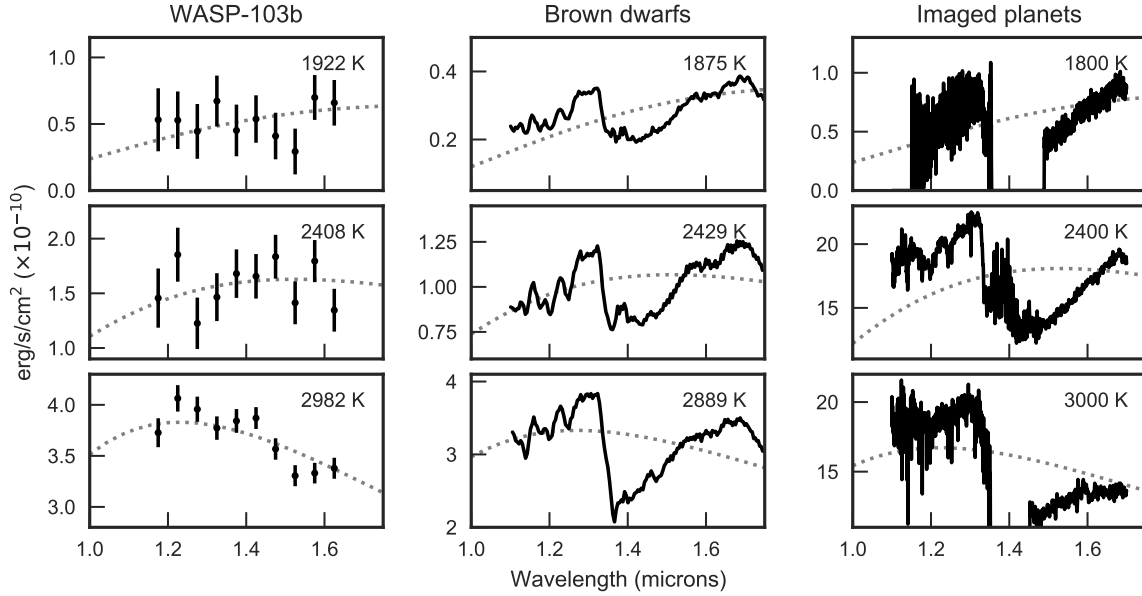 WASP-103b Brown dwarfs Imaged planets
1.0 1922 K 1875 K 1.0 1800 K
0.4
0.5 0.5
0.2
0.0 0.0
2.0 2408 K 1.25 2429 K 20 2400 K
1.5 1.00
15
1.0 0.75
4 20
4.0 2982 K 2889 K 3000 K
3.5 3 15
3.0
2
1.0 1.2 1.4 1.6 1.0 1.2 1.4 1.6 1.0 1.2 1.4 1.6
Wavelength (microns)
erg/s/cm² (×10⁻¹⁰)